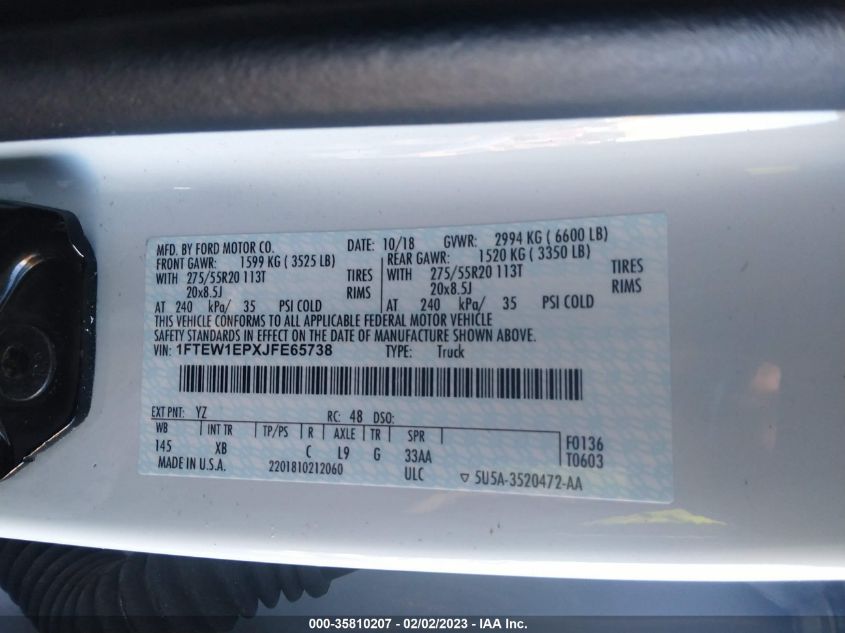 MFD. BY FORD MOTOR CO. DATE: 10/18 GVWR: 2994 KG ( 6600 LB)
FRONT GAWR: 1599 KG ( 3525 LB) REAR GAWR: 1520 KG ( 3350 LB)
WITH 275/55R20 113T TIRES WITH 275/55R20 113T TIRES
20x8.5J RIMS 20x8.5J RIMS
AT 240 kPa/ 35 PSI COLD AT 240 kPa/ 35 PSI COLD
THIS VEHICLE CONFORMS TO ALL APPLICABLE FEDERAL MOTOR VEHICLE
SAFETY STANDARDS IN EFFECT ON THE DATE OF MANUFACTURE SHOWN ABOVE.
VIN: 1FTEW1EPXJFE65738 TYPE: Truck
EXT PNT: YZ RC: 48 DSO:
WB INT TR TP/PS R AXLE TR SPR F0136
145 XB C L9 G 33AA T0603
MADE IN U.S.A. 2201810212060 ULC ▽ 5U5A-3520472-AA
000-35810207 - 02/02/2023 - IAA Inc.